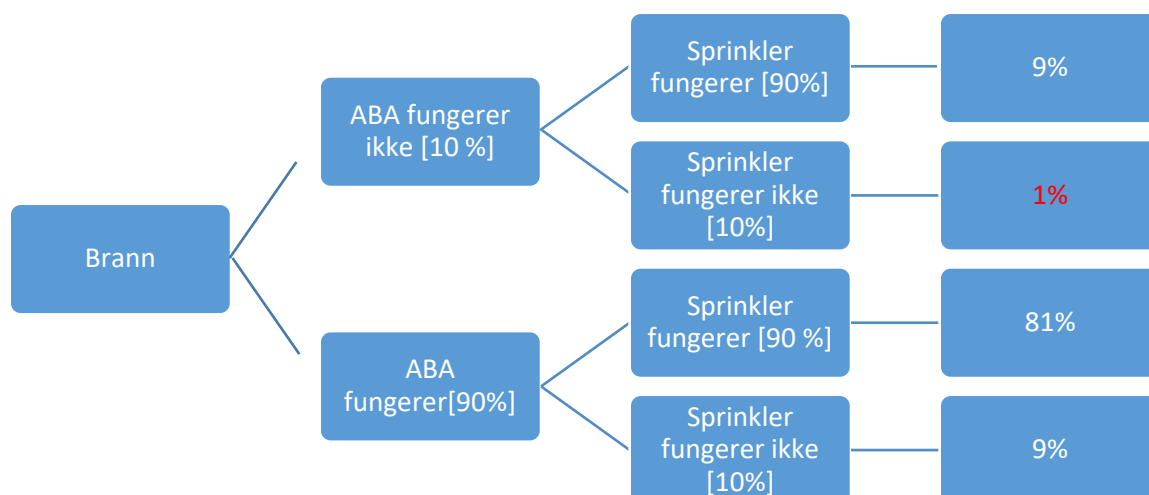 Brann
ABA fungerer
ikke [10 %]
Sprinkler
fungerer [90%]
9%
Sprinkler
fungerer ikke
[10%]
1%
ABA
fungerer[90%]
Sprinkler
fungerer [90 %]
81%
Sprinkler
fungerer ikke
[10%]
9%